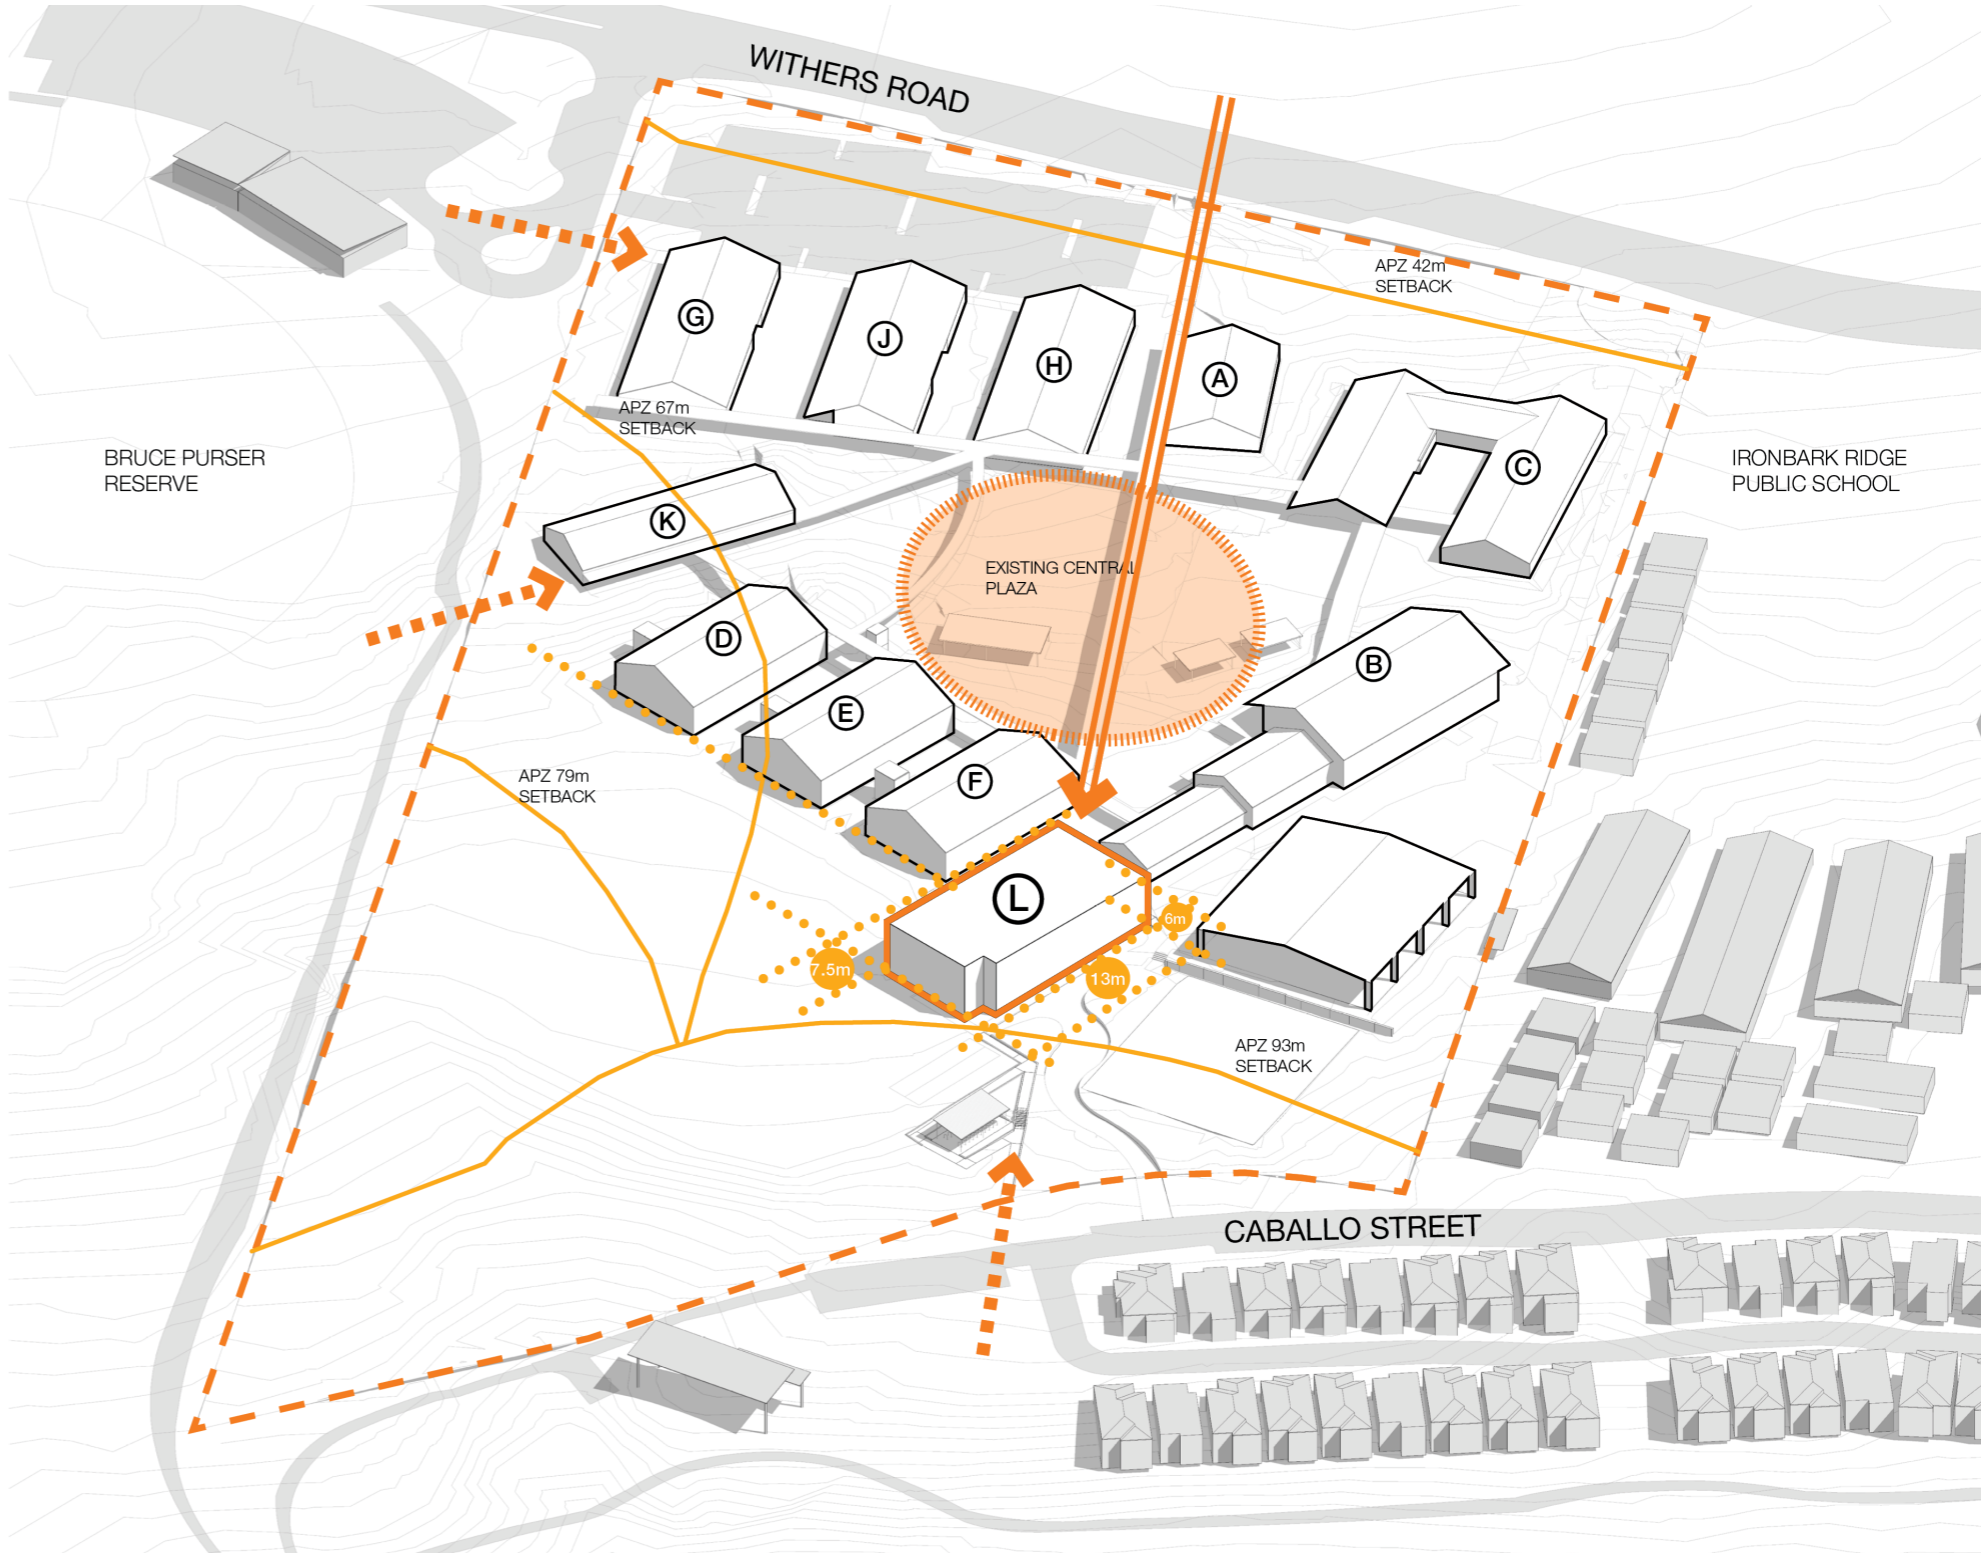 WITHERS ROAD
APZ 42m
SETBACK
G
J
H
A
APZ 67m
SETBACK
BRUCE PURSER
RESERVE
C
IRONBARK RIDGE
PUBLIC SCHOOL
K
EXISTING CENTRAL
PLAZA
D
B
E
APZ 79m
SETBACK
F
L
6m
7.5m
13m
APZ 93m
SETBACK
CABALLO STREET